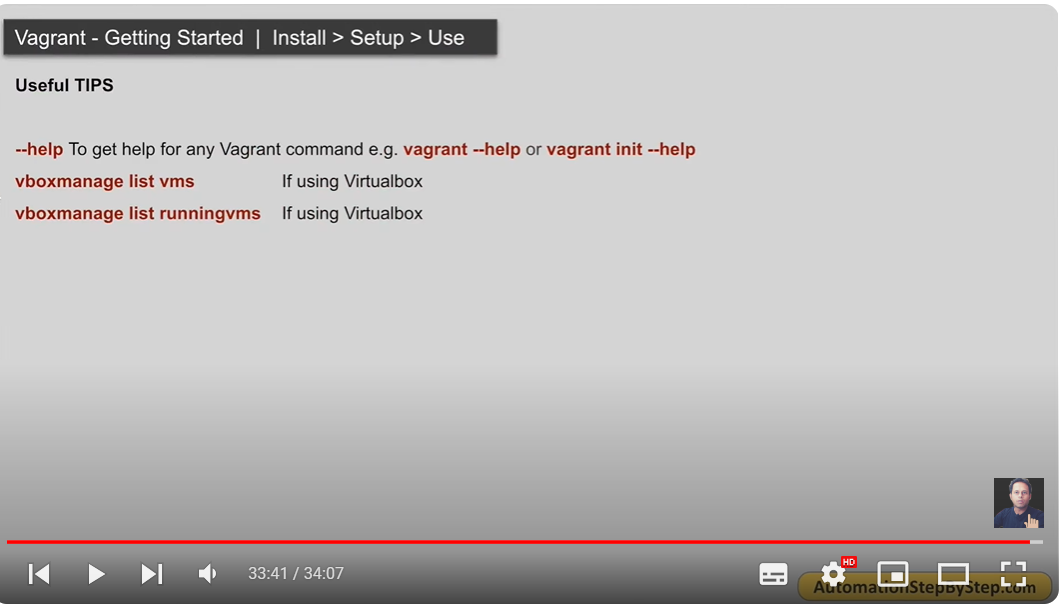 Vagrant - Getting Started | Install > Setup > Use
Useful TIPS
--help To get help for any Vagrant command e.g. vagrant --help or vagrant init --help
vboxmanage list vms If using Virtualbox
vboxmanage list runningvms If using Virtualbox
33:41 / 34:07
HD
AutomationStepByStep.com